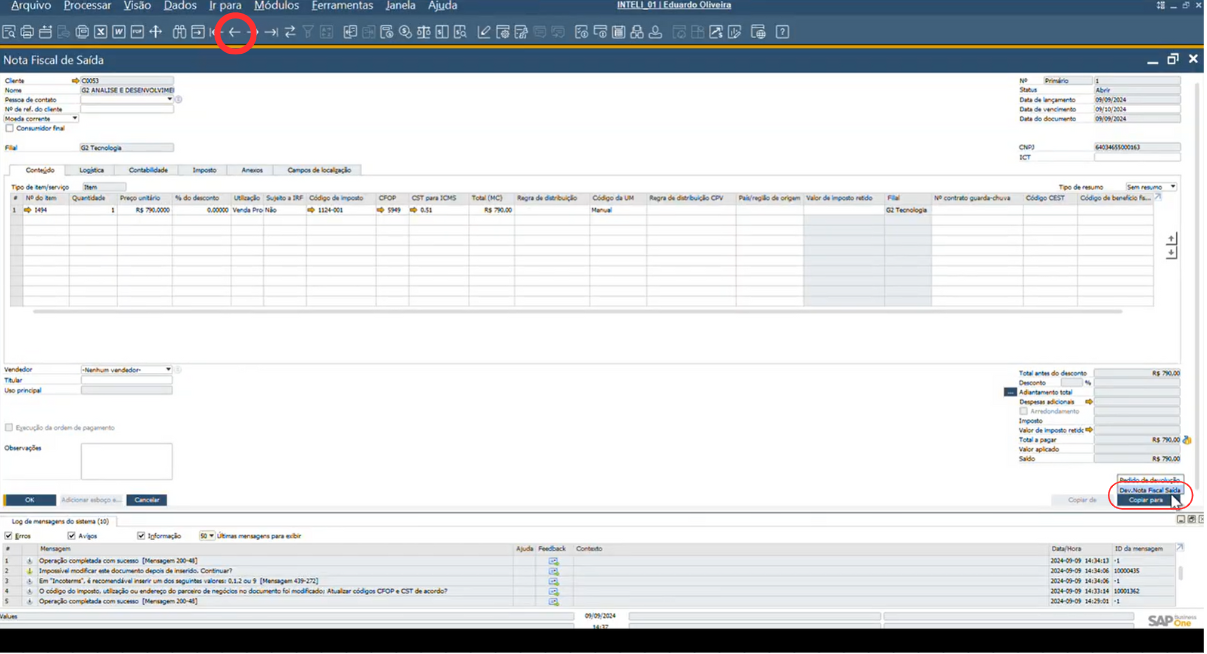 Arquivo Processar Visão Dados Ir para Módulos Ferramentas Janela Ajuda INTELI_01 | Eduardo Oliveira
Nota Fiscal de Saída
Cliente C0053 Nº Primário 1
Nome G2 ANALISE E DESENVOLVIMEI Status Abrir
Pessoa de contato Data de lançamento 09/09/2024
Nº de ref. do cliente Data de vencimento 09/10/2024
Moeda corrente Data do documento 09/09/2024
Consumidor final
Filial G2 Tecnologia CNPJ 64034655000163
ICT
Conteúdo Logística Contabilidade Imposto Anexos Campos de localização
Tipo de item/serviço Item Tipo de resumo Sem resumo
# Nº do item Quantidade Preço unitário % do desconto Utilização Sujeito a IRF Código de imposto CFOP CST para ICMS Total (MC) Regra de distribuição Código da UM Regra de distribuição CPV País/região de origem Valor de imposto retido Filial Nº contrato guarda-chuva Código CEST Código de benefício fis...
1 I494 1 R$ 790,0000 0.00000 Venda Pro Não 1124-001 5949 0.51 R$ 790,00 Manual G2 Tecnologia
Vendedor -Nenhum vendedor-
Titular
Uso principal
Total antes do desconto R$ 790,00
Desconto %
Adiantamento total
Despesas adicionais
Arredondamento
Imposto
Valor de imposto retido
Execução da ordem de pagamento
Total a pagar R$ 790,00
Observações
Valor aplicado
Saldo R$ 790,00
Pedido de devolução
Dev.Nota Fiscal Saída
OK Adicionar esboço e... Cancelar Copiar de Copiar para
Log de mensagens do sistema (10)
Erros Avisos Informação 50 Últimas mensagens para exibir
# Mensagem Ajuda Feedback Contexto Data/Hora ID da mensagem
1 Operação completada com sucesso [Mensagem 200-48] 2024-09-09 14:34:13 -1
2 Impossível modificar este documento depois de inserido. Continuar? 2024-09-09 14:34:06 10000435
3 Em "Incoterms", é recomendável inserir um dos seguintes valores: 0,1,2 ou 9 [Mensagem 439-272] 2024-09-09 14:34:06 -1
4 O código do imposto, utilização ou endereço do parceiro de negócios no documento foi modificado; Atualizar códigos CFOP e CST de acordo? 2024-09-09 14:33:14 10001362
5 Operação completada com sucesso [Mensagem 200-48] 2024-09-09 14:29:01 -1
Values 09/09/2024
14:37
SAP Business One